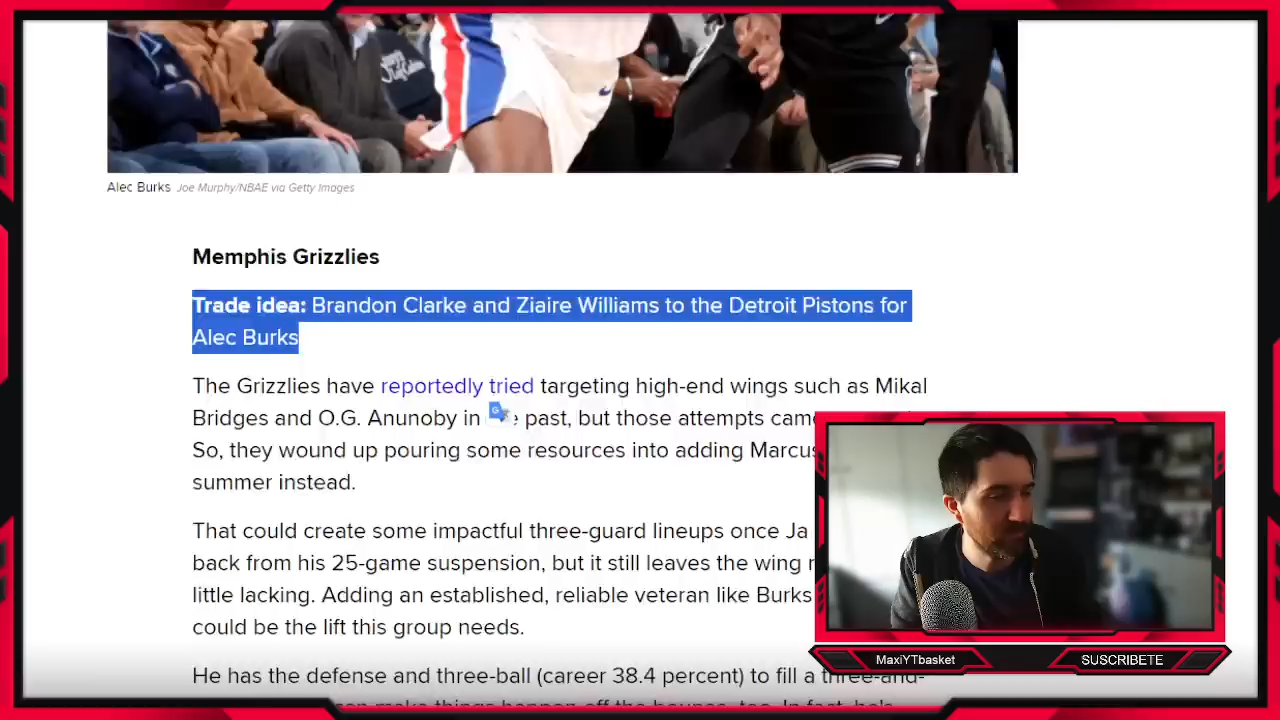 Alec Burks Joe Murphy/NBAE via Getty Images
Memphis Grizzlies
Trade idea: Brandon Clarke and Ziaire Williams to the Detroit Pistons for
Alec Burks
The Grizzlies have reportedly tried targeting high-end wings such as Mikal
Bridges and O.G. Anunoby in past, but those attempts
So, they wound up pouring some resources into adding Marcus
summer instead.
That could create some impactful three-guard lineups once Ja
back from his 25-game suspension, but it still leaves the wing
little lacking. Adding an established, reliable veteran like Burks
could be the lift this group needs.
He has the defense and three-ball (career 38.4 percent) to fill a three-and-
MaxiYTbasket
SUSCRIBETE